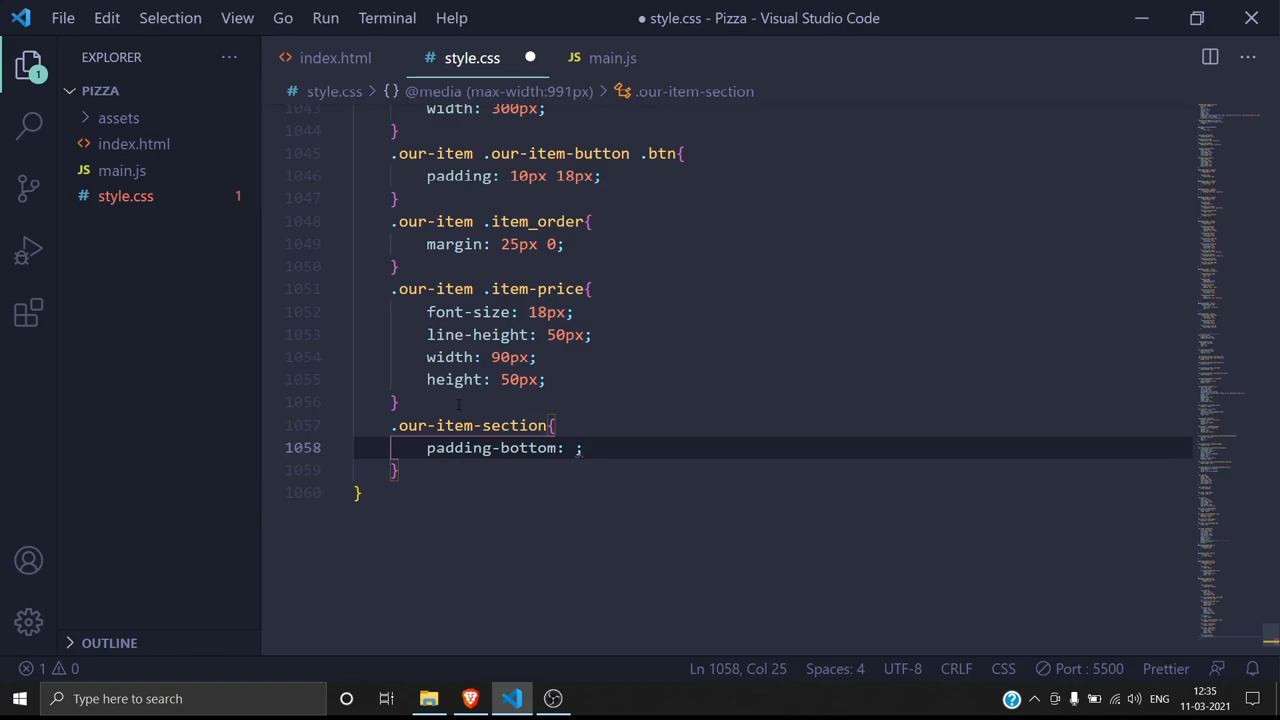 File Edit Selection View Go Run Terminal Help
● style.css - Pizza - Visual Studio Code
EXPLORER ···
PIZZA
assets
index.html
main.js
style.css 1
OUTLINE
index.html style.css main.js
style.css > {} @media (max-width:991px) > .our-item-section
1043 width: 300px;
1044 }
1045 .our-item .our-item-button .btn{
1046 padding: 10px 18px;
1047 }
1048 .our-item .item_order{
1049 margin: 25px 0;
1050 }
1051 .our-item .item-price{
1052 font-size: 18px;
1053 line-height: 50px;
1054 width: 90px;
1055 height: 50px;
1056 }
1057 .our-item-section{
1058 padding-bottom: ;
1059 }
1060 }
1
1 0 Ln 1058, Col 25 Spaces: 4 UTF-8 CRLF CSS Port : 5500 Prettier
Type here to search
ENG
12:35
11-03-2021